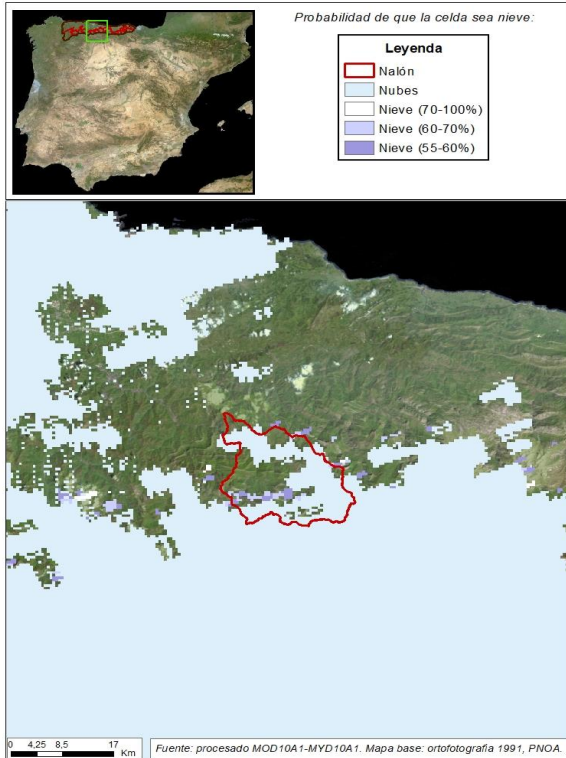 Probabilidad de que la celda sea nieve:
Leyenda
Nalón
Nubes
Nieve (70-100%)
Nieve (60-70%)
Nieve (55-60%)
0 4,25 8,5 17
Km
Fuente: procesado MOD10A1-MYD10A1. Mapa base: ortofotografía 1991, PNOA.